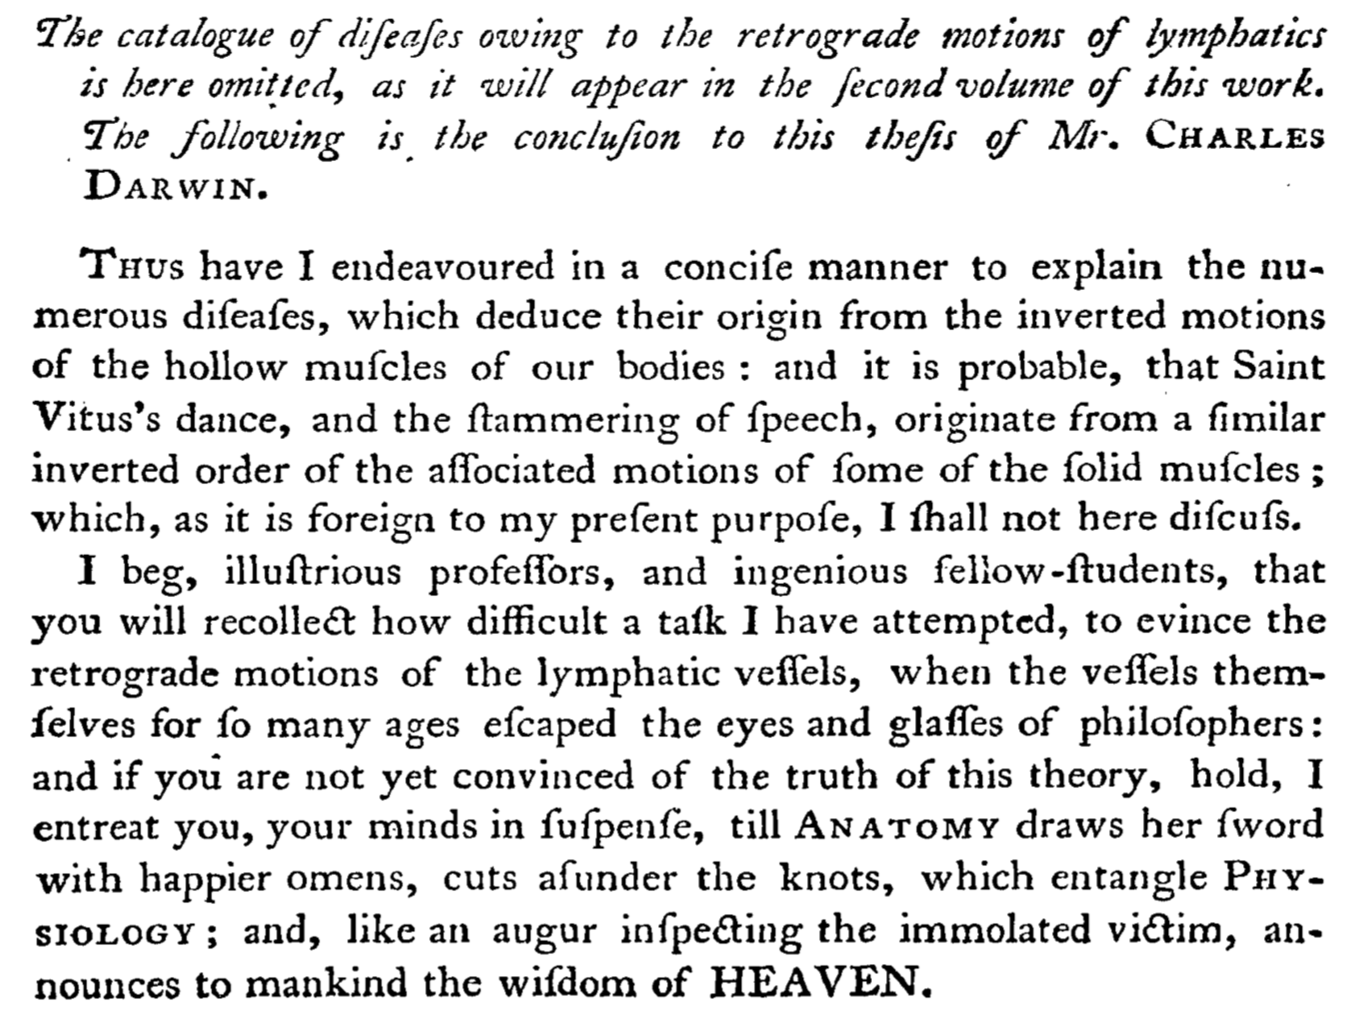 The catalogue of diſeaſes owing to the retrograde motions of lymphatics
is here omitted, as it will appear in the ſecond volume of this work.
The following is the concluſion to this theſis of Mr. CHARLES
DARWIN.
THUS have I endeavoured in a conciſe manner to explain the nu-
merous diſeaſes, which deduce their origin from the inverted motions
of the hollow muſcles of our bodies : and it is probable, that Saint
Vitus's dance, and the ſtammering of ſpeech, originate from a ſimilar
inverted order of the aſſociated motions of ſome of the ſolid muſcles ;
which, as it is foreign to my preſent purpoſe, I ſhall not here diſcuſs.
I beg, illuſtrious profeſſors, and ingenious fellow-ſtudents, that
you will recollect how difficult a taſk I have attempted, to evince the
retrograde motions of the lymphatic veſſels, when the veſſels them-
ſelves for ſo many ages eſcaped the eyes and glaſſes of philoſophers :
and if you are not yet convinced of the truth of this theory, hold, I
entreat you, your minds in ſuſpenſe, till ANATOMY draws her ſword
with happier omens, cuts aſunder the knots, which entangle PHY-
SIOLOGY ; and, like an augur inſpecting the immolated victim, an-
nounces to mankind the wiſdom of HEAVEN.